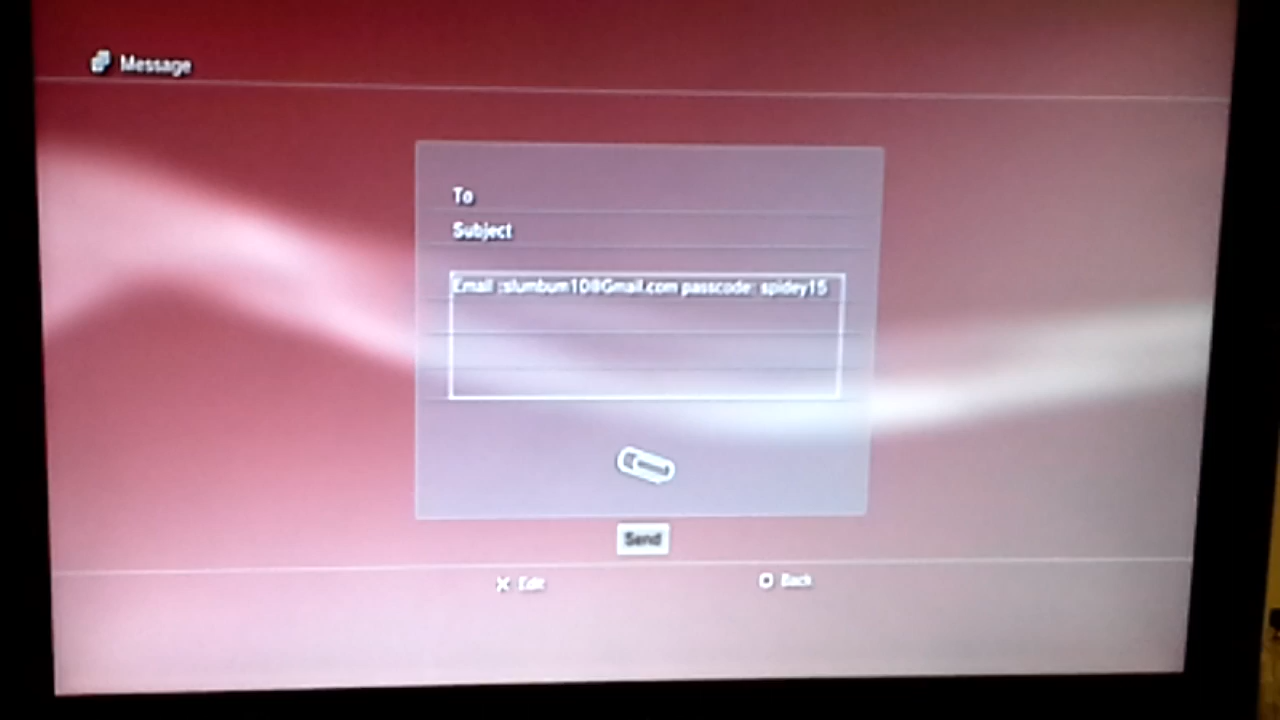 Message
To
Subject
Email :slumbum10@Gmail.com passcode: spidey15
Send
Edit
Back